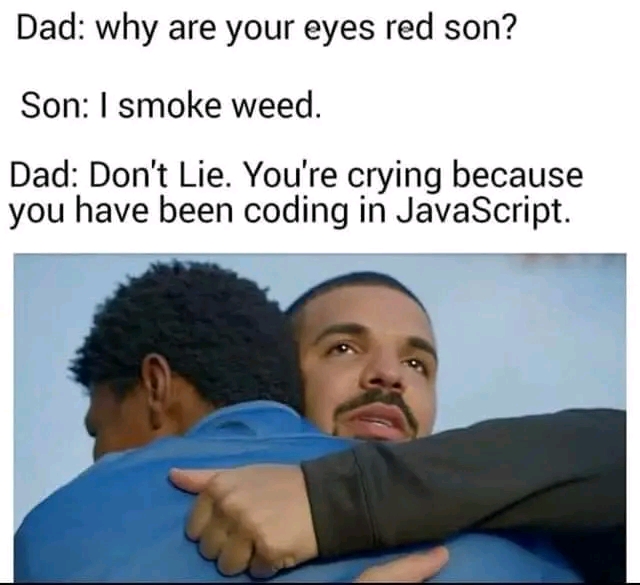 Dad: why are your eyes red son?
Son: I smoke weed.
Dad: Don't Lie. You're crying because
you have been coding in JavaScript.